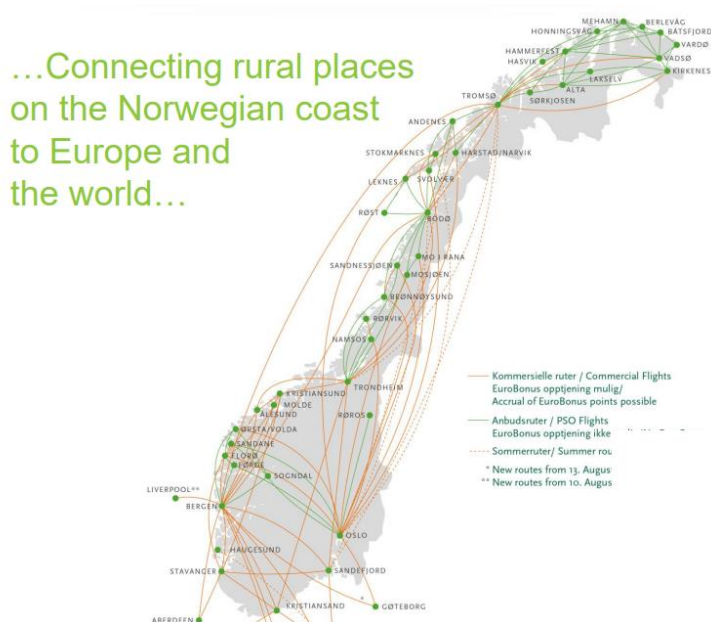 ...Connecting rural places
on the Norwegian coast
to Europe and
the world...
MEHAMN
BERLEVÅG
HONNINGSVÅG
BÅTSFJORD
VARDØ
HAMMERFEST
HASVIK
VADSØ
LAKSELV
KIRKENES
ALTA
TROMSØ
SØRKJOSEN
ANDENES
STOKMARKNES
HARSTAD/NARVIK
SVOLVÆR
LEKNES
RØST
BODØ
MO I RANA
SANDNESSJØEN
MOSJØEN
BRØNNØYSUND
RØRVIK
NAMSOS
TRONDHEIM
KRISTIANSUND
MOLDE
ÅLESUND
RØROS
ØRSTA/VOLDA
SANDANE
FLORØ
FØRDE
SOGNDAL
LIVERPOOL**
BERGEN
OSLO
HAUGESUND
STAVANGER
SANDEFJORD
*
KRISTIANSAND
GØTEBORG
ABERDEEN
Kommersielle ruter / Commercial Flights
EuroBonus opptjening mulig/
Accrual of EuroBonus points possible
Anbudsruter / PSO Flights
EuroBonus opptjening ikke
Sommerruter/ Summer rou
* New routes from 13. Augus
** New routes from 10. Augus